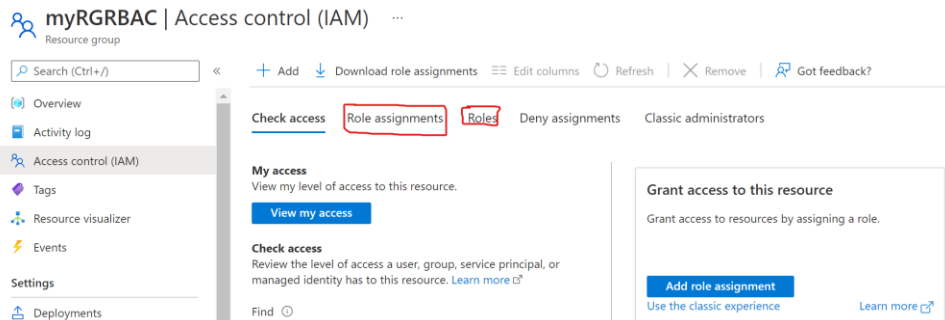 myRGRBAC | Access control (IAM) ...
Resource group
Search (Ctrl+/)
«
Add
Download role assignments
Edit columns
Refresh
Remove
Got feedback?
Overview
Activity log
Access control (IAM)
Tags
Resource visualizer
Events
Settings
Deployments
Check access
Role assignments
Roles
Deny assignments
Classic administrators
My access
View my level of access to this resource.
View my access
Check access
Review the level of access a user, group, service principal, or
managed identity has to this resource. Learn more
Find
Grant access to this resource
Grant access to resources by assigning a role.
Add role assignment
Use the classic experience
Learn more